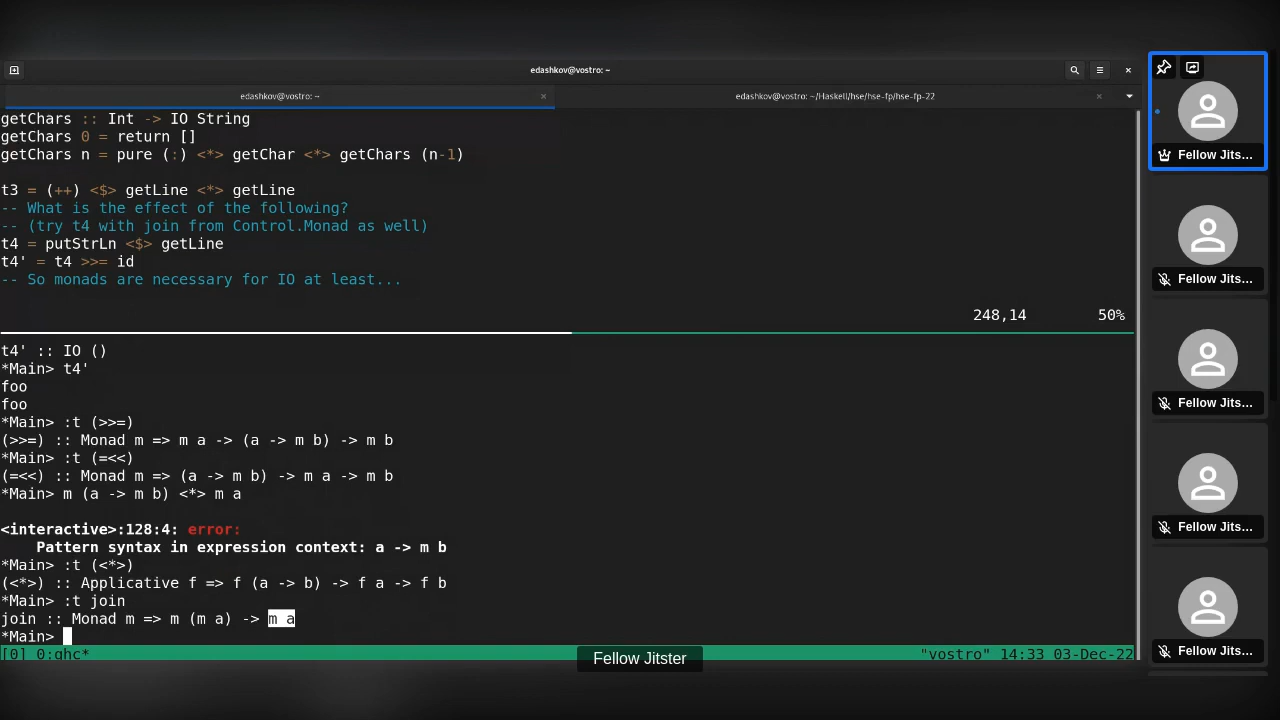 edashkov@vostro: ~
edashkov@vostro: ~
edashkov@vostro: ~/Haskell/hse/hse-fp/hse-fp-22
getChars :: Int -> IO String
getChars 0 = return []
getChars n = pure (:) <*> getChar <*> getChars (n-1)
t3 = (++) <$> getLine <*> getLine
-- What is the effect of the following?
-- (try t4 with join from Control.Monad as well)
t4 = putStrLn <$> getLine
t4' = t4 >>= id
-- So monads are necessary for IO at least...
248,14 50%
t4' :: IO ()
*Main> t4'
foo
foo
*Main> :t (>>=)
(>>=) :: Monad m => m a -> (a -> m b) -> m b
*Main> :t (=<<)
(=<<) :: Monad m => (a -> m b) -> m a -> m b
*Main> m (a -> m b) <*> m a
<interactive>:128:4: error:
Pattern syntax in expression context: a -> m b
*Main> :t (<*>)
(<*>) :: Applicative f => f (a -> b) -> f a -> f b
*Main> :t join
join :: Monad m => m (m a) -> m a
*Main>
[0] 0:ghc* "vostro" 14:33 03-Dec-22
Fellow Jitster
Fellow Jits...
Fellow Jits...
Fellow Jits...
Fellow Jits...
Fellow Jits...